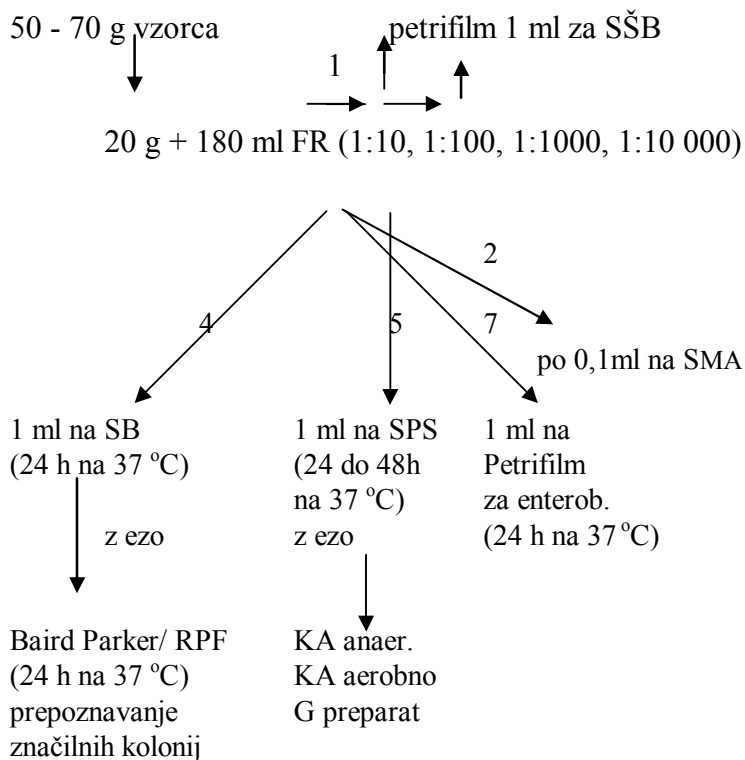 50 - 70 g vzorca
petrifilm 1 ml za SŠB
1
20 g + 180 ml FR (1:10, 1:100, 1:1000, 1:10 000)
2
4
5
7
po 0,1ml na SMA
1 ml na SB
(24 h na 37 °C)
z ezo
1 ml na SPS
(24 do 48h
na 37 °C)
z ezo
1 ml na
Petrifilm
za enterob.
(24 h na 37 °C)
Baird Parker/ RPF
(24 h na 37 °C)
prepoznavanje
značilnih kolonij
KA anaer.
KA aerobno
G preparat